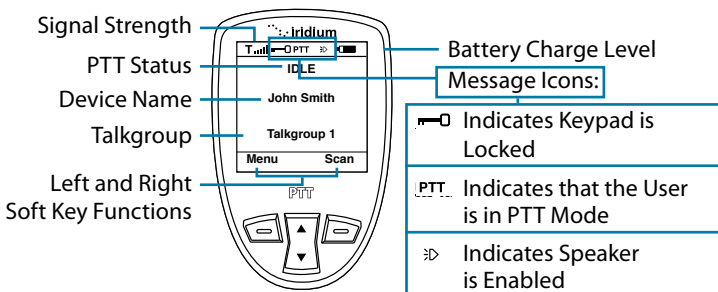 Signal Strength
PTT Status
Device Name
Talkgroup
Left and Right
Soft Key Functions
iridium
T PTT
IDLE
John Smith
Talkgroup 1
Menu Scan
PTT
Battery Charge Level
Message Icons:
Indicates Keypad is
Locked
PTT Indicates that the User
is in PTT Mode
Indicates Speaker
is Enabled